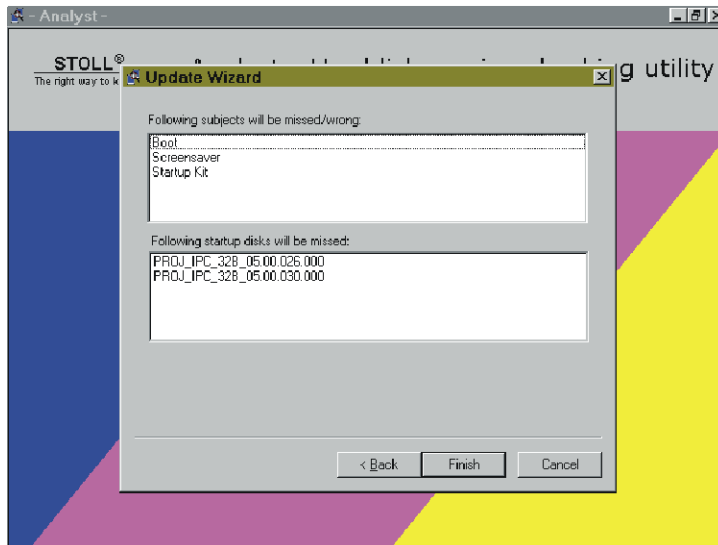 - Analyst -
STOLL®
The right way to k
g utility
Update Wizard
Following subjects will be missed/wrong:
Boot
Screensaver
Startup Kit
Following startup disks will be missed:
PROJ_IPC_32B_05.00.026.000
PROJ_IPC_32B_05.00.030.000
< Back
Finish
Cancel